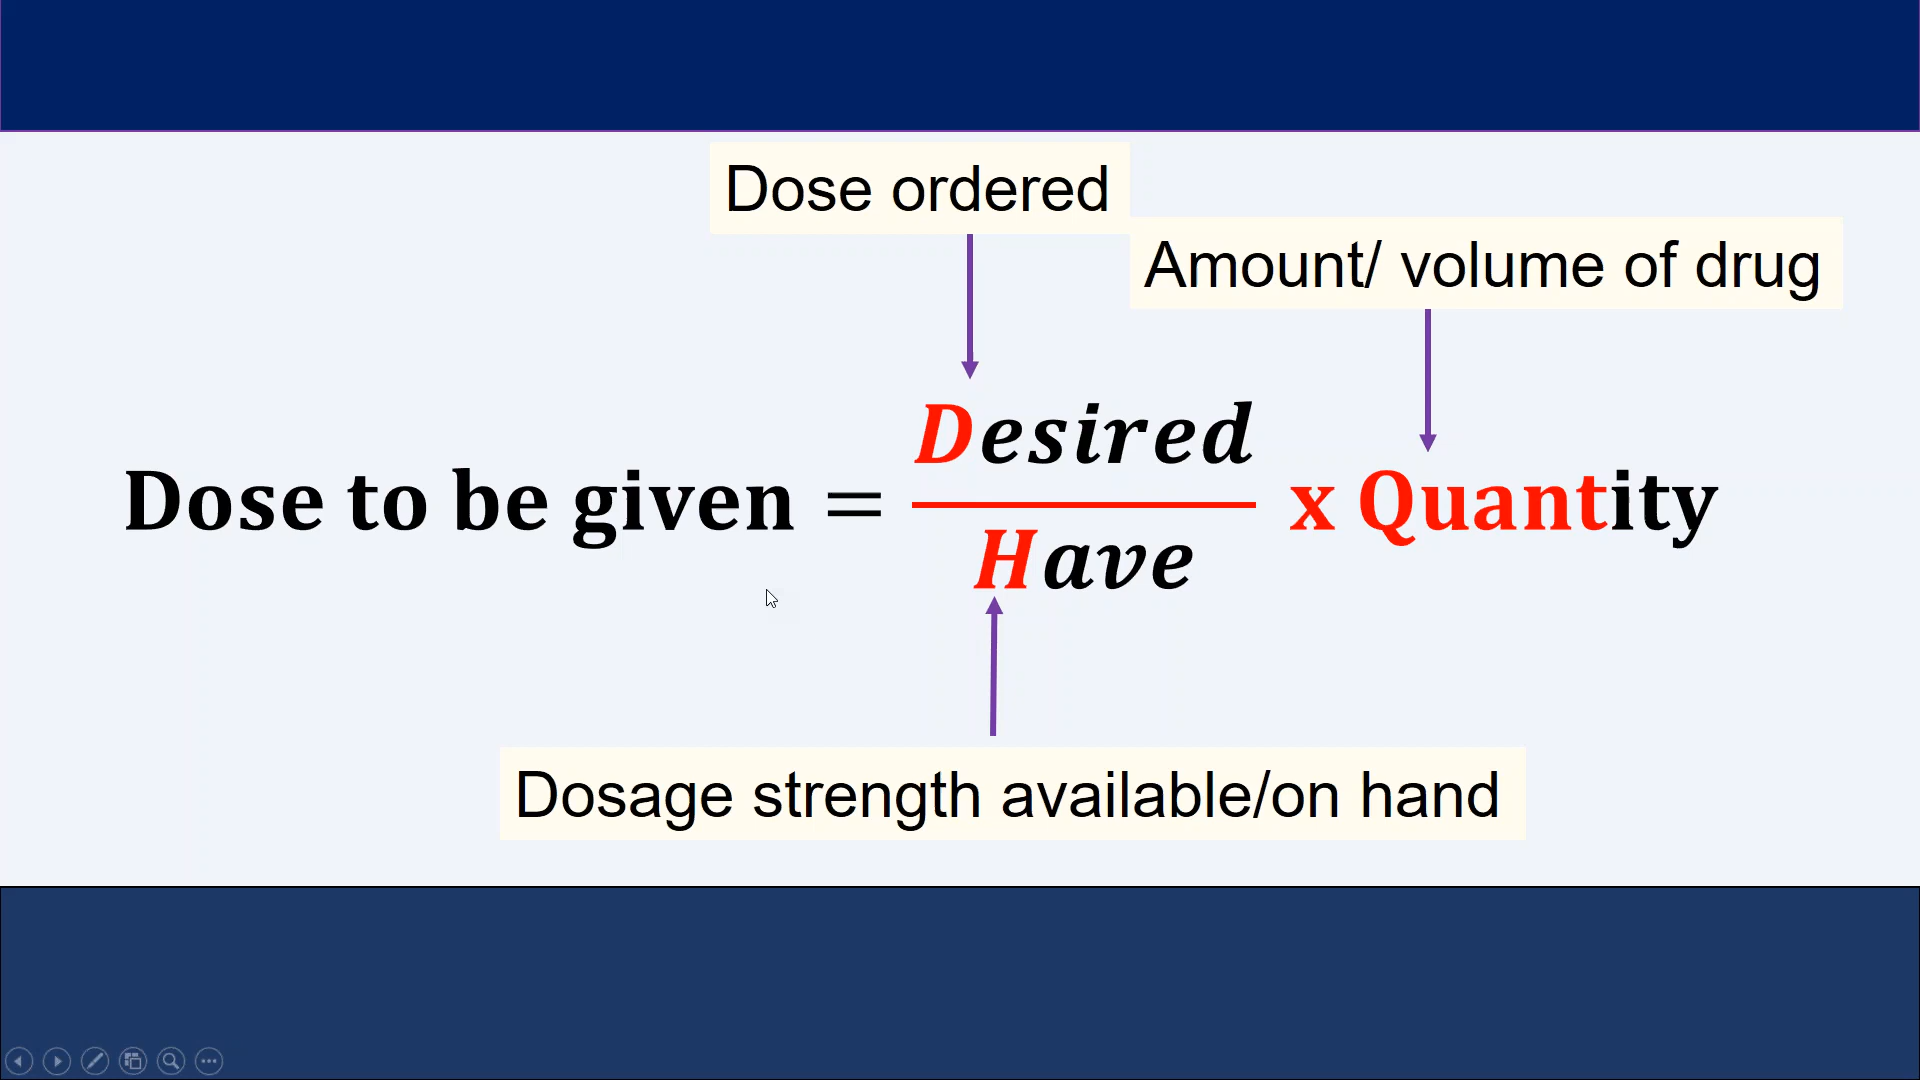 Dose ordered
Amount/ volume of drug
Dose to be given = Desired / Have x Quantity
Dosage strength available/on hand